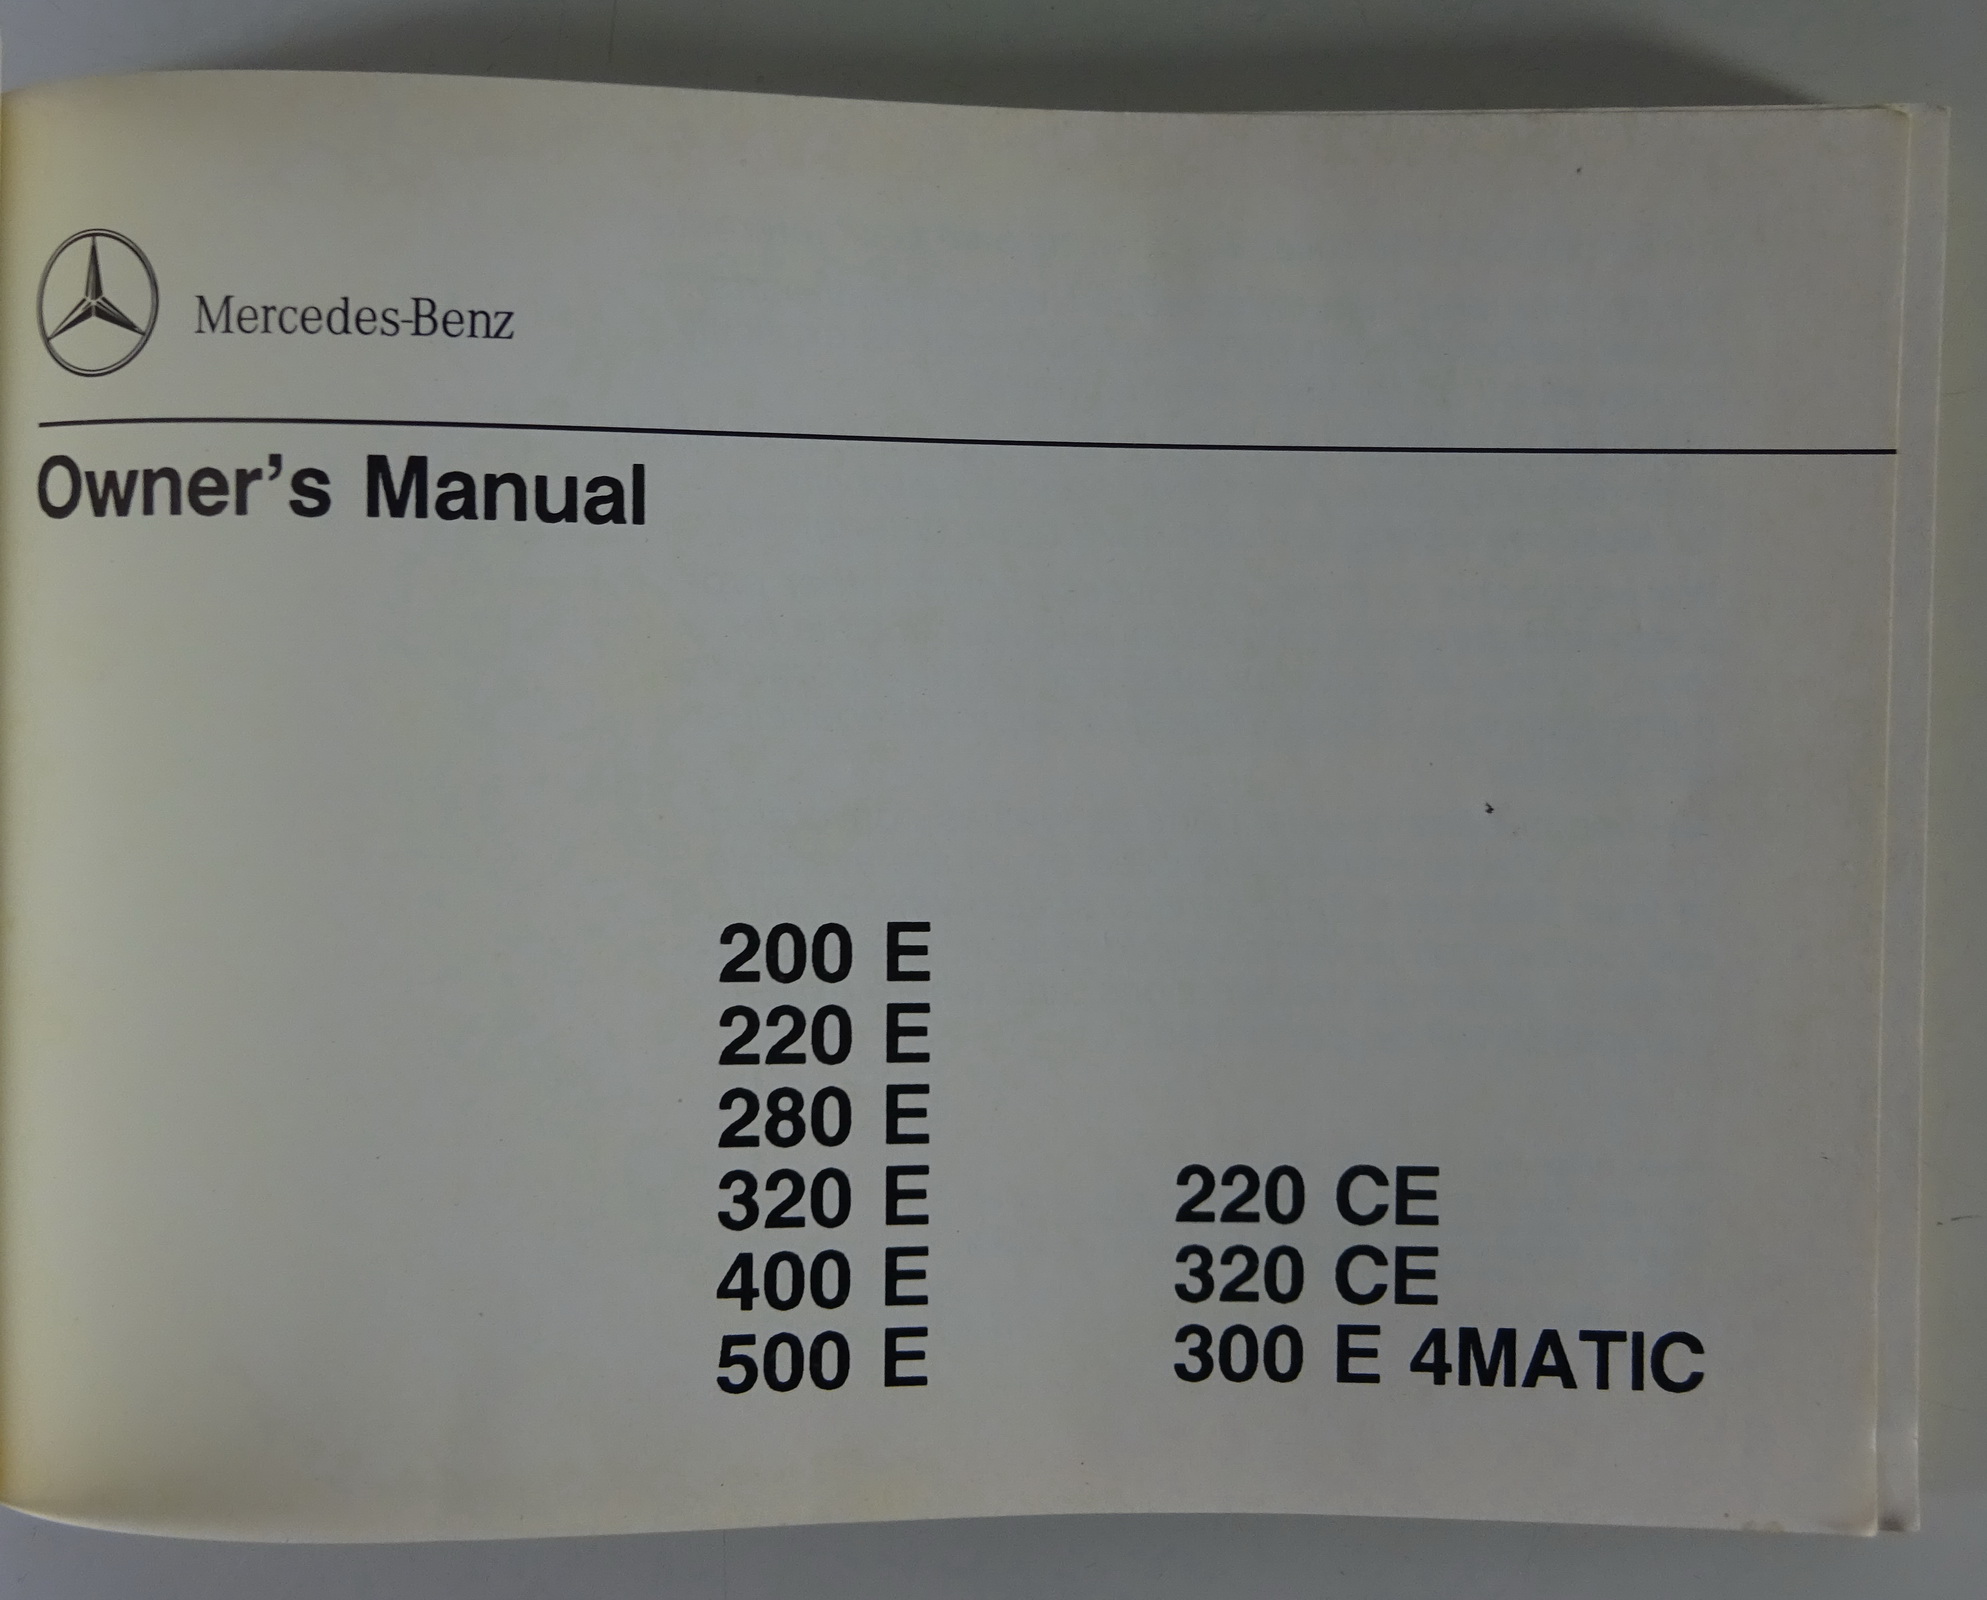 Mercedes-Benz
Owner's Manual
200 E
220 E
280 E
320 E
400 E
500 E
220 CE
320 CE
300 E 4MATIC